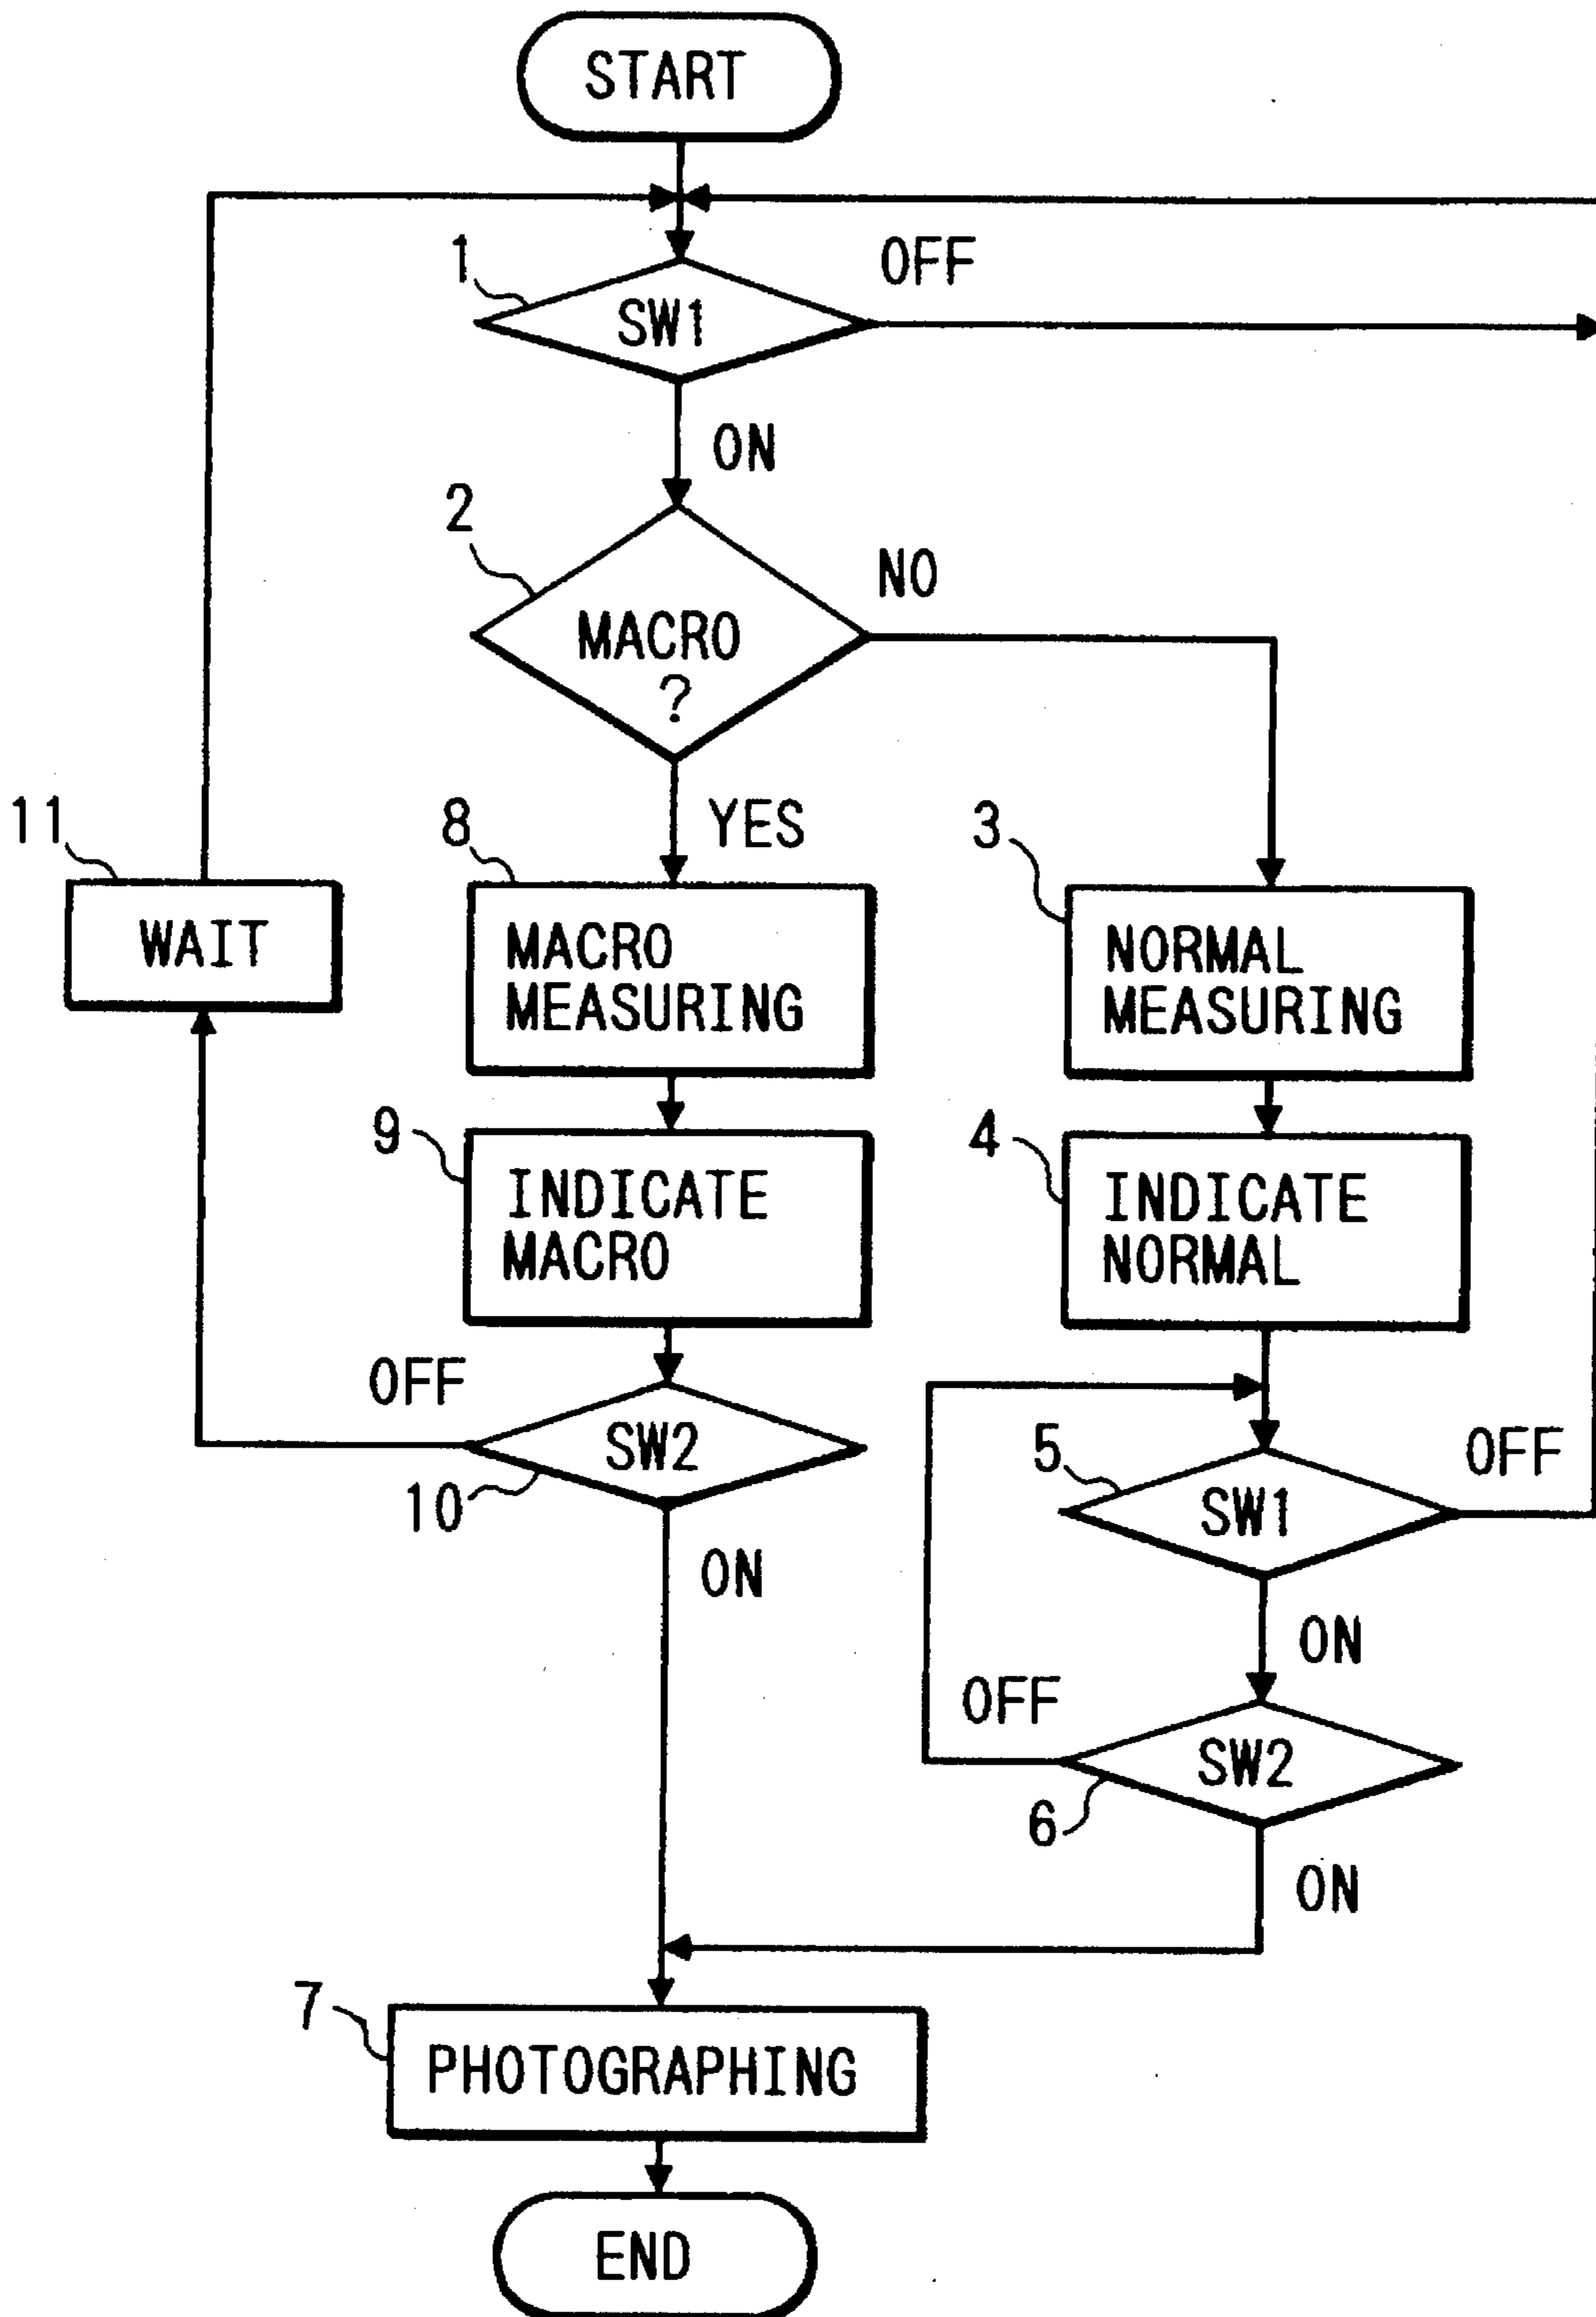 START
1
SW1
OFF
ON
2
MACRO
?
NO
YES
11
WAIT
8
MACRO
MEASURING
3
NORMAL
MEASURING
9
INDICATE
MACRO
4
INDICATE
NORMAL
OFF
SW2
10
ON
5
SW1
OFF
ON
OFF
SW2
6
ON
7
PHOTOGRAPHING
END